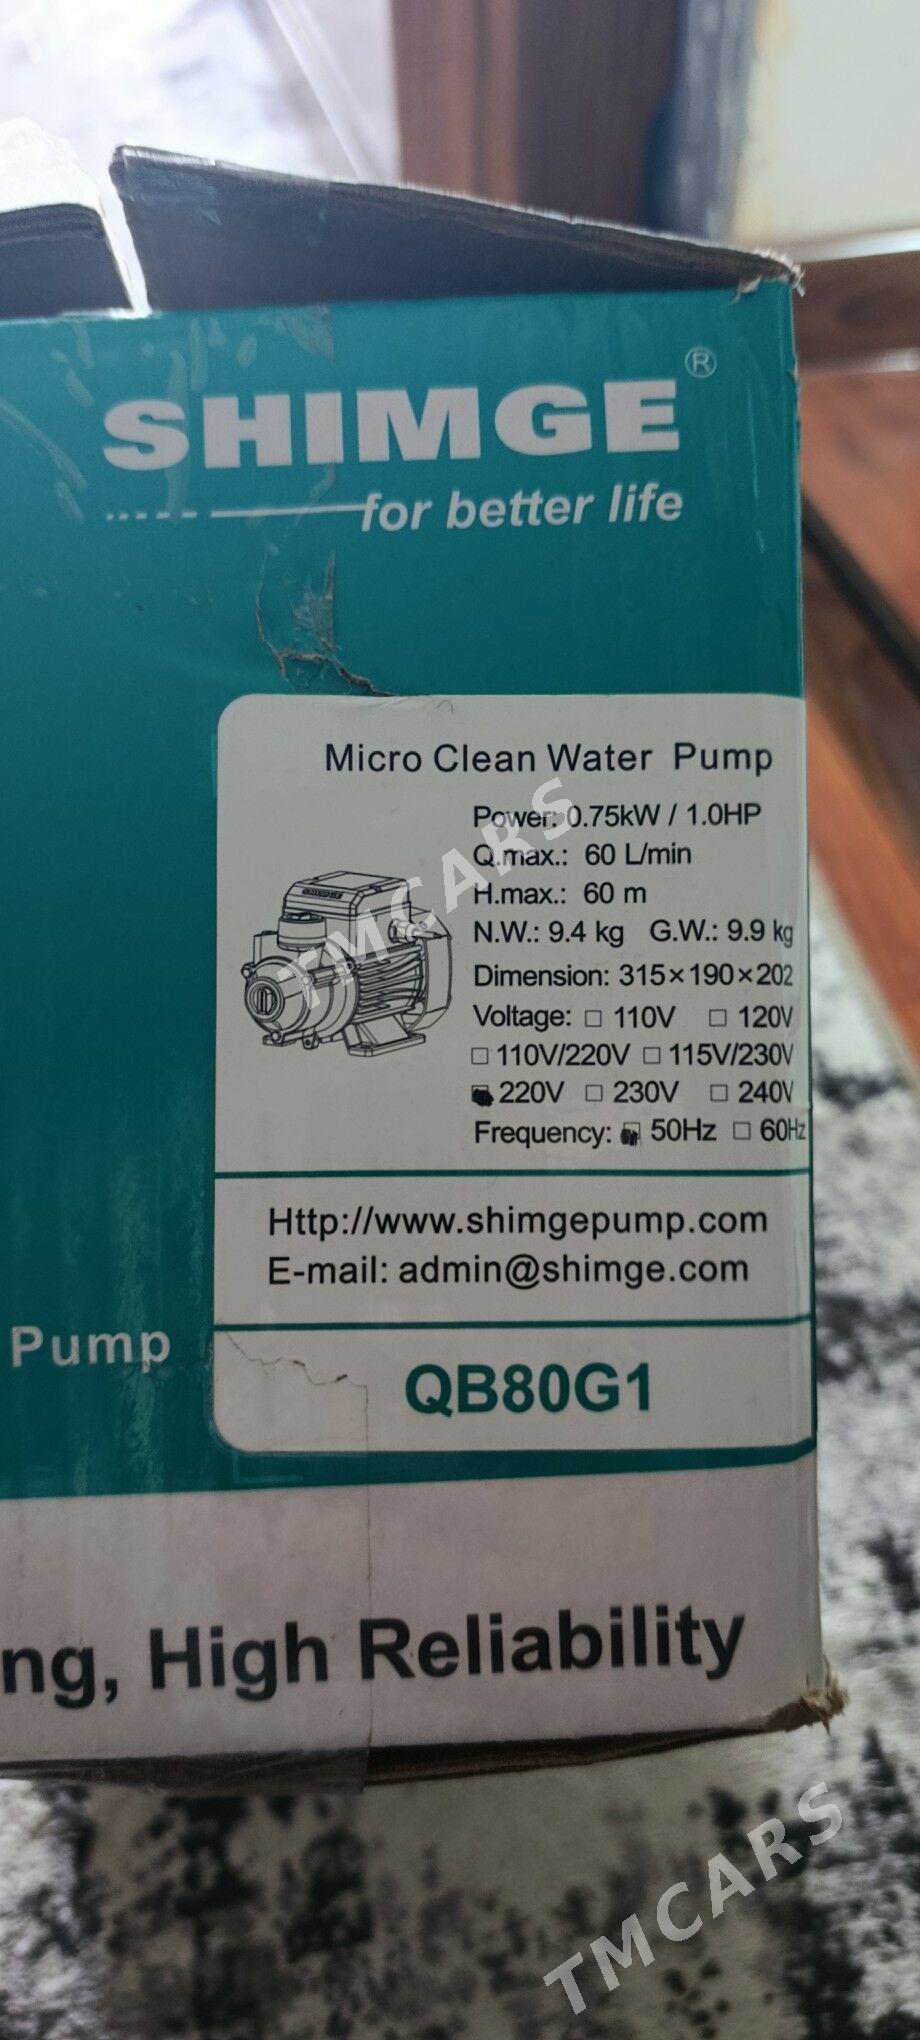 SHIMGE®
for better life
Micro Clean Water Pump
Power: 0.75kW / 1.0HP
Q.max.: 60 L/min
H.max.: 60 m
N.W.: 9.4 kg G.W.: 9.9 kg
Dimension: 315×190×202
Voltage: □ 110V □ 120V
□ 110V/220V □ 115V/230V
■ 220V □ 230V □ 240V
Frequency: ■ 50Hz □ 60Hz
SHIMGE
Http://www.shimgepump.com
E-mail: admin@shimge.com
Pump
QB80G1
ng, High Reliability
TMCARS
TMCARS